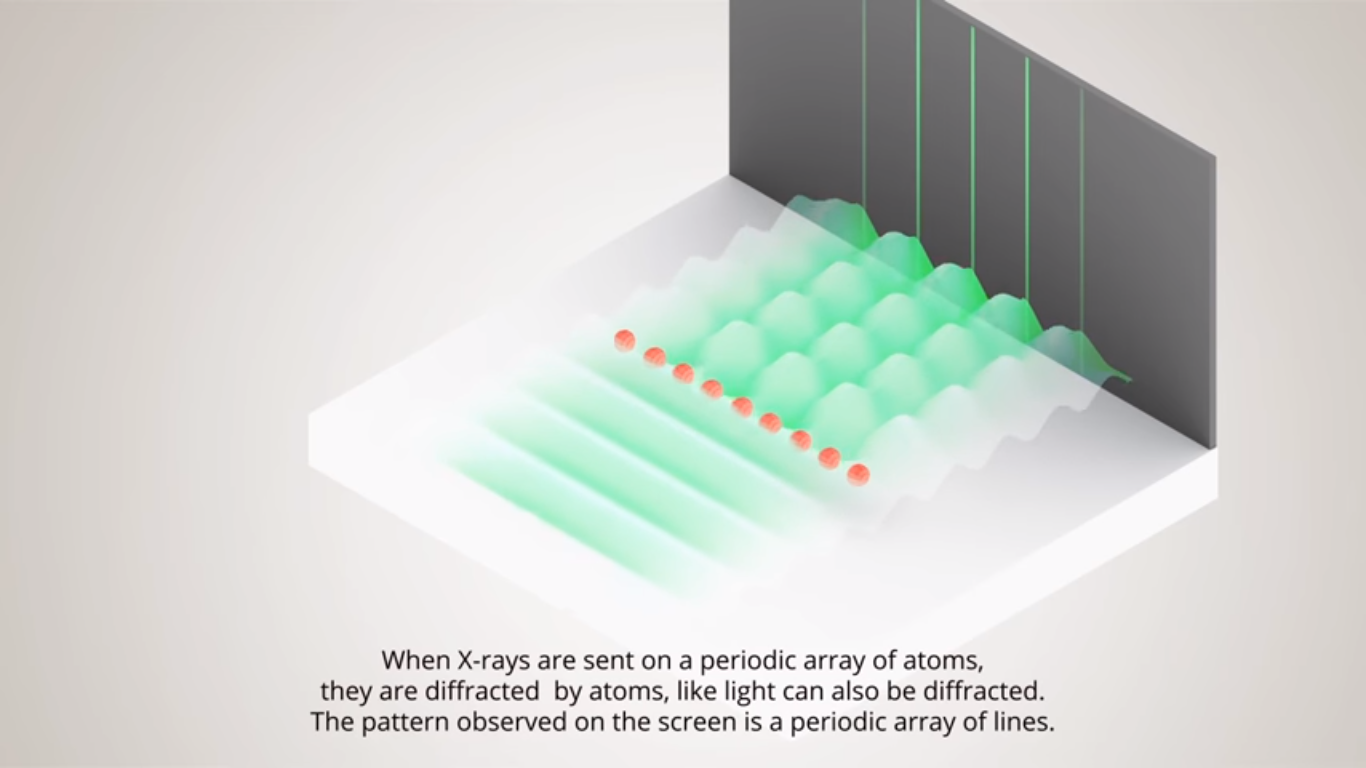 When X-rays are sent on a periodic array of atoms,
they are diffracted  by atoms, like light can also be diffracted.
The pattern observed on the screen is a periodic array of lines.